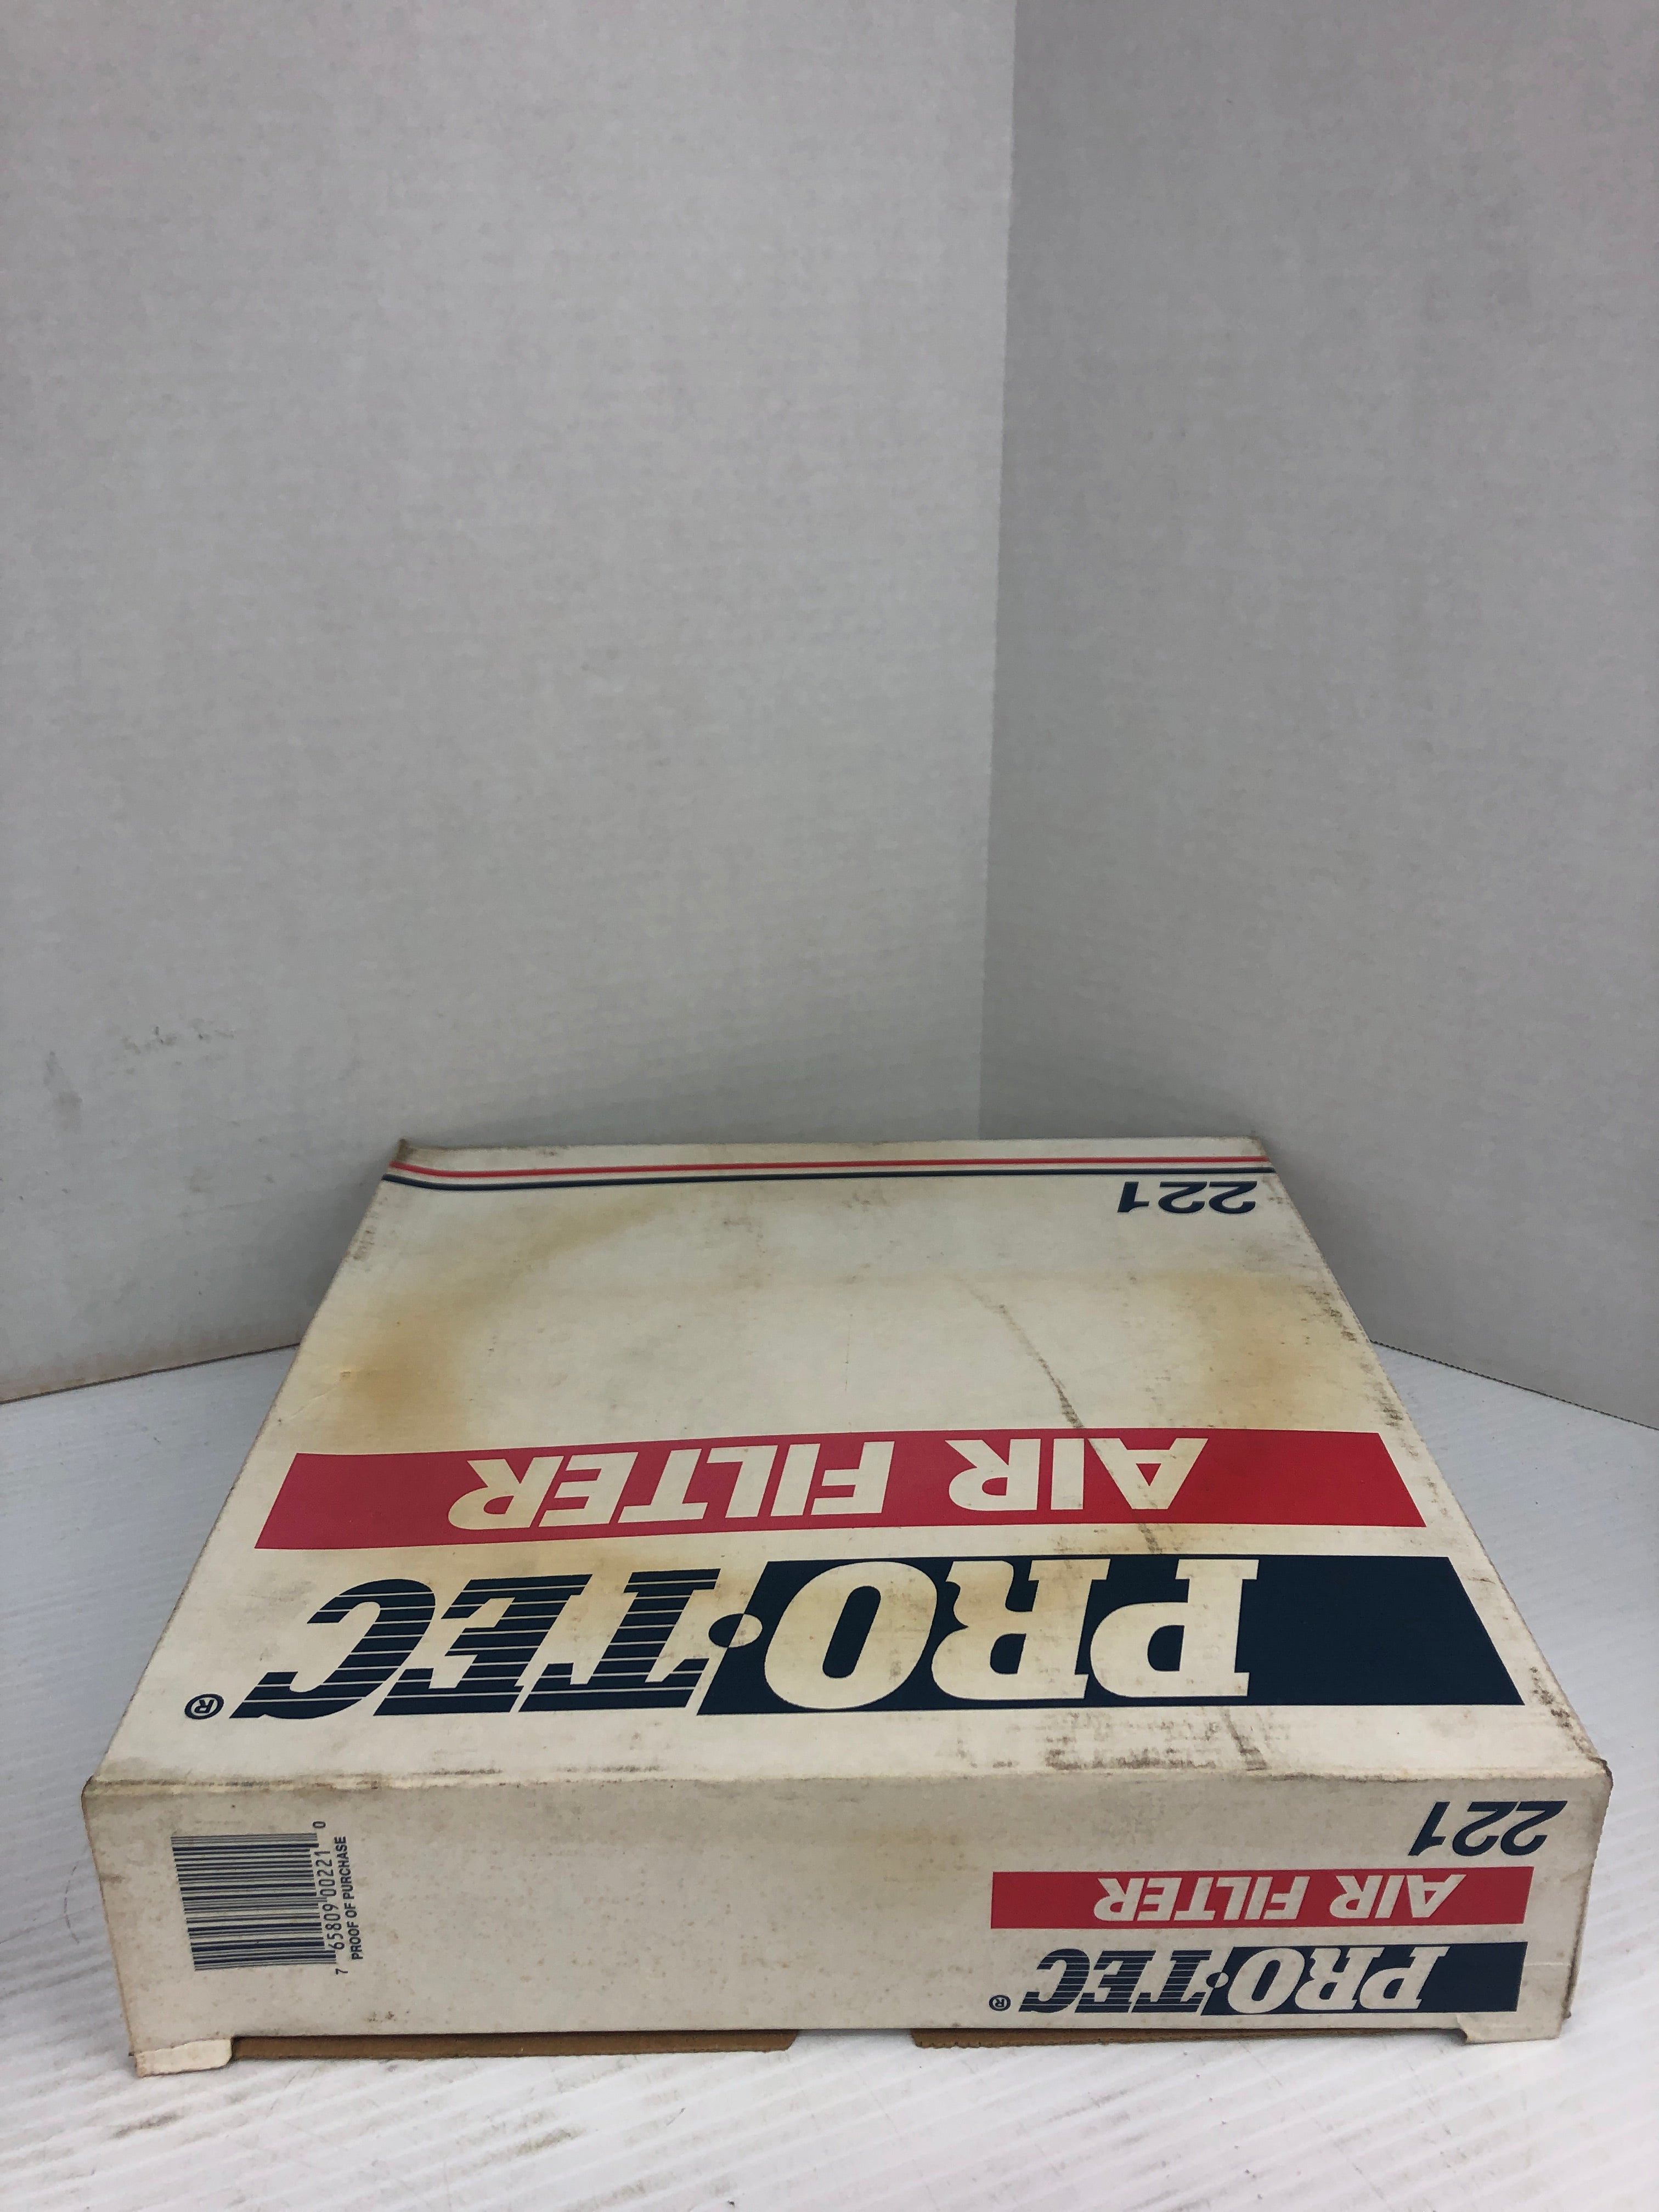 PRO·TEC®
AIR FILTER
221
PRO·TEC®
AIR FILTER
221
7 65809 00221 0
PROOF OF PURCHASE